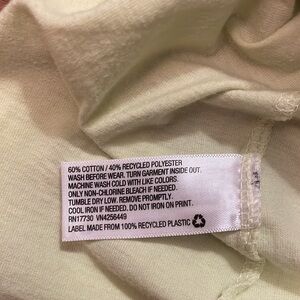 60% COTTON / 40% RECYCLED POLYESTER
WASH BEFORE WEAR. TURN GARMENT INSIDE OUT.
MACHINE WASH COLD WITH LIKE COLORS.
ONLY NON-CHLORINE BLEACH IF NEEDED.
TUMBLE DRY LOW. REMOVE PROMPTLY.
COOL IRON IF NEEDED. DO NOT IRON ON PRINT.
RN17730 VN4256449
LABEL MADE FROM 100% RECYCLED PLASTIC